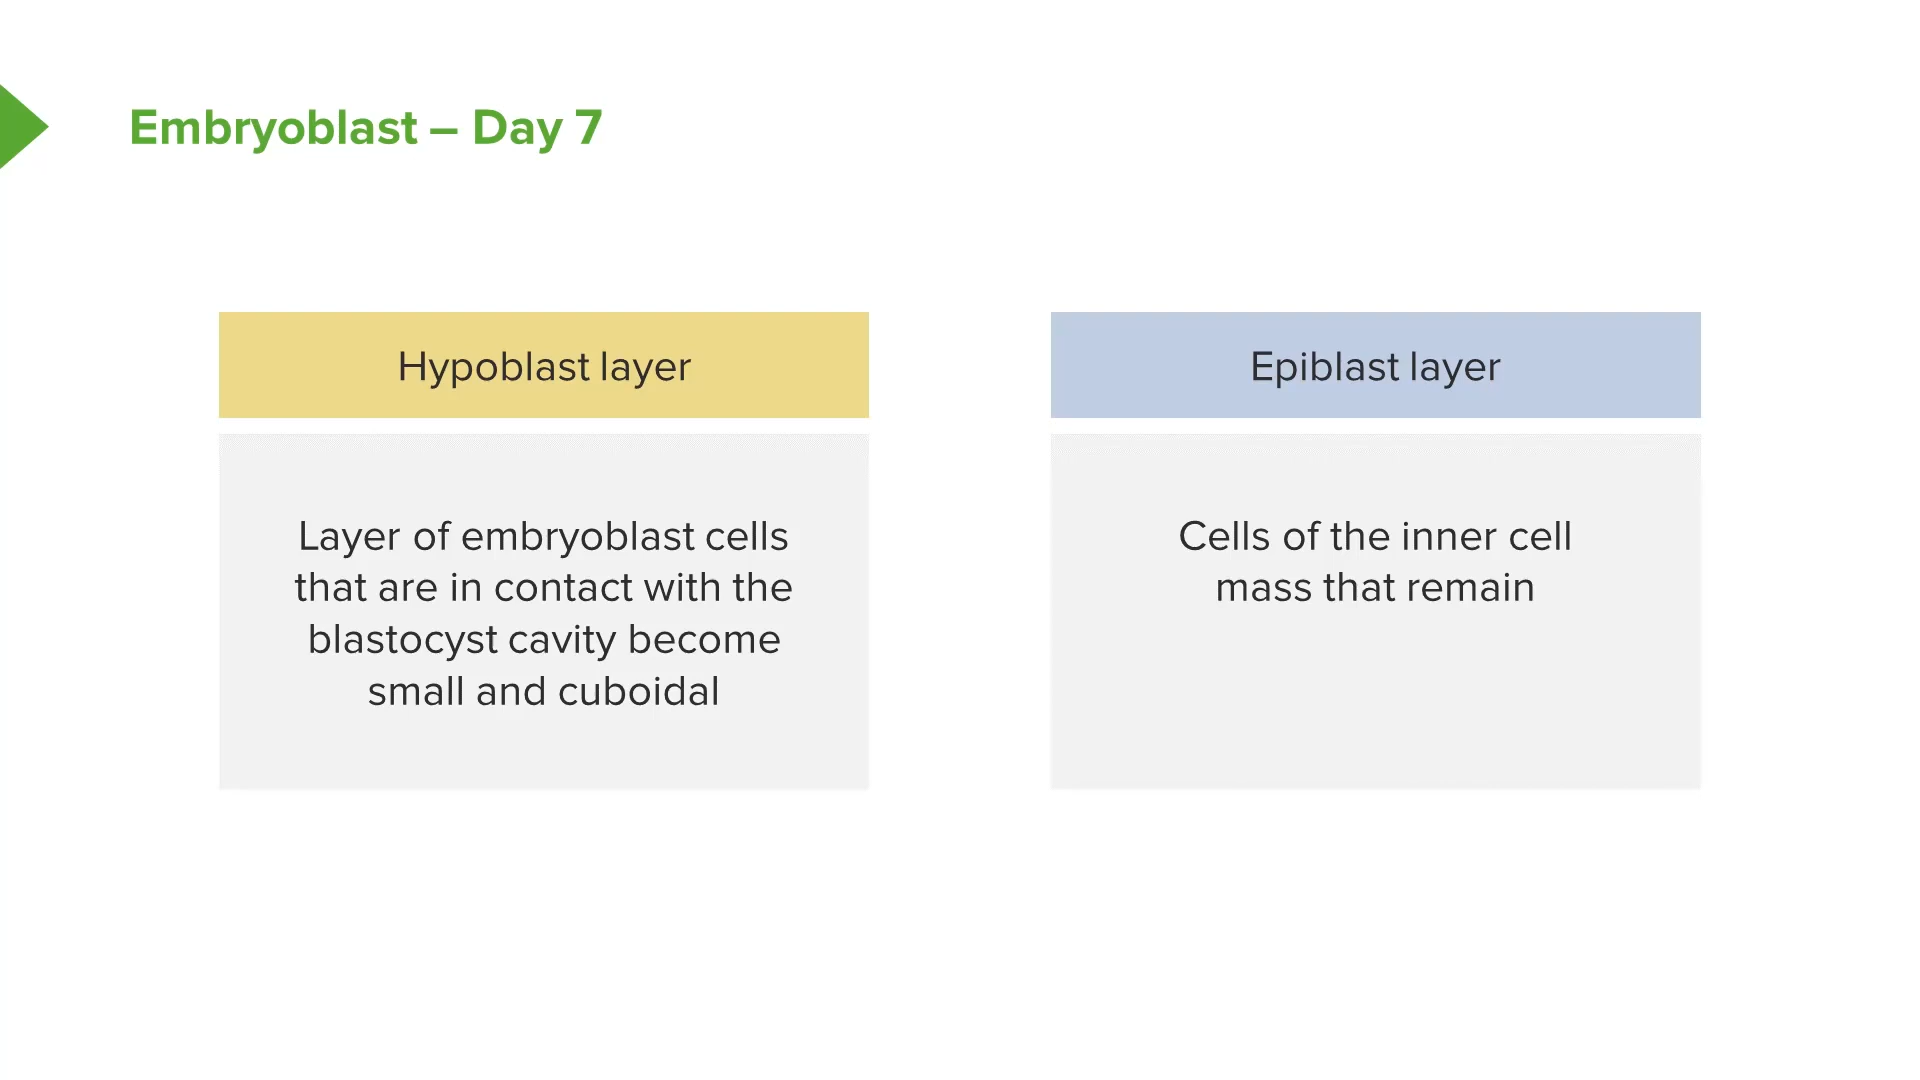 Embryoblast – Day 7
Hypoblast layer
Layer of embryoblast cells
that are in contact with the
blastocyst cavity become
small and cuboidal
Epiblast layer
Cells of the inner cell
mass that remain